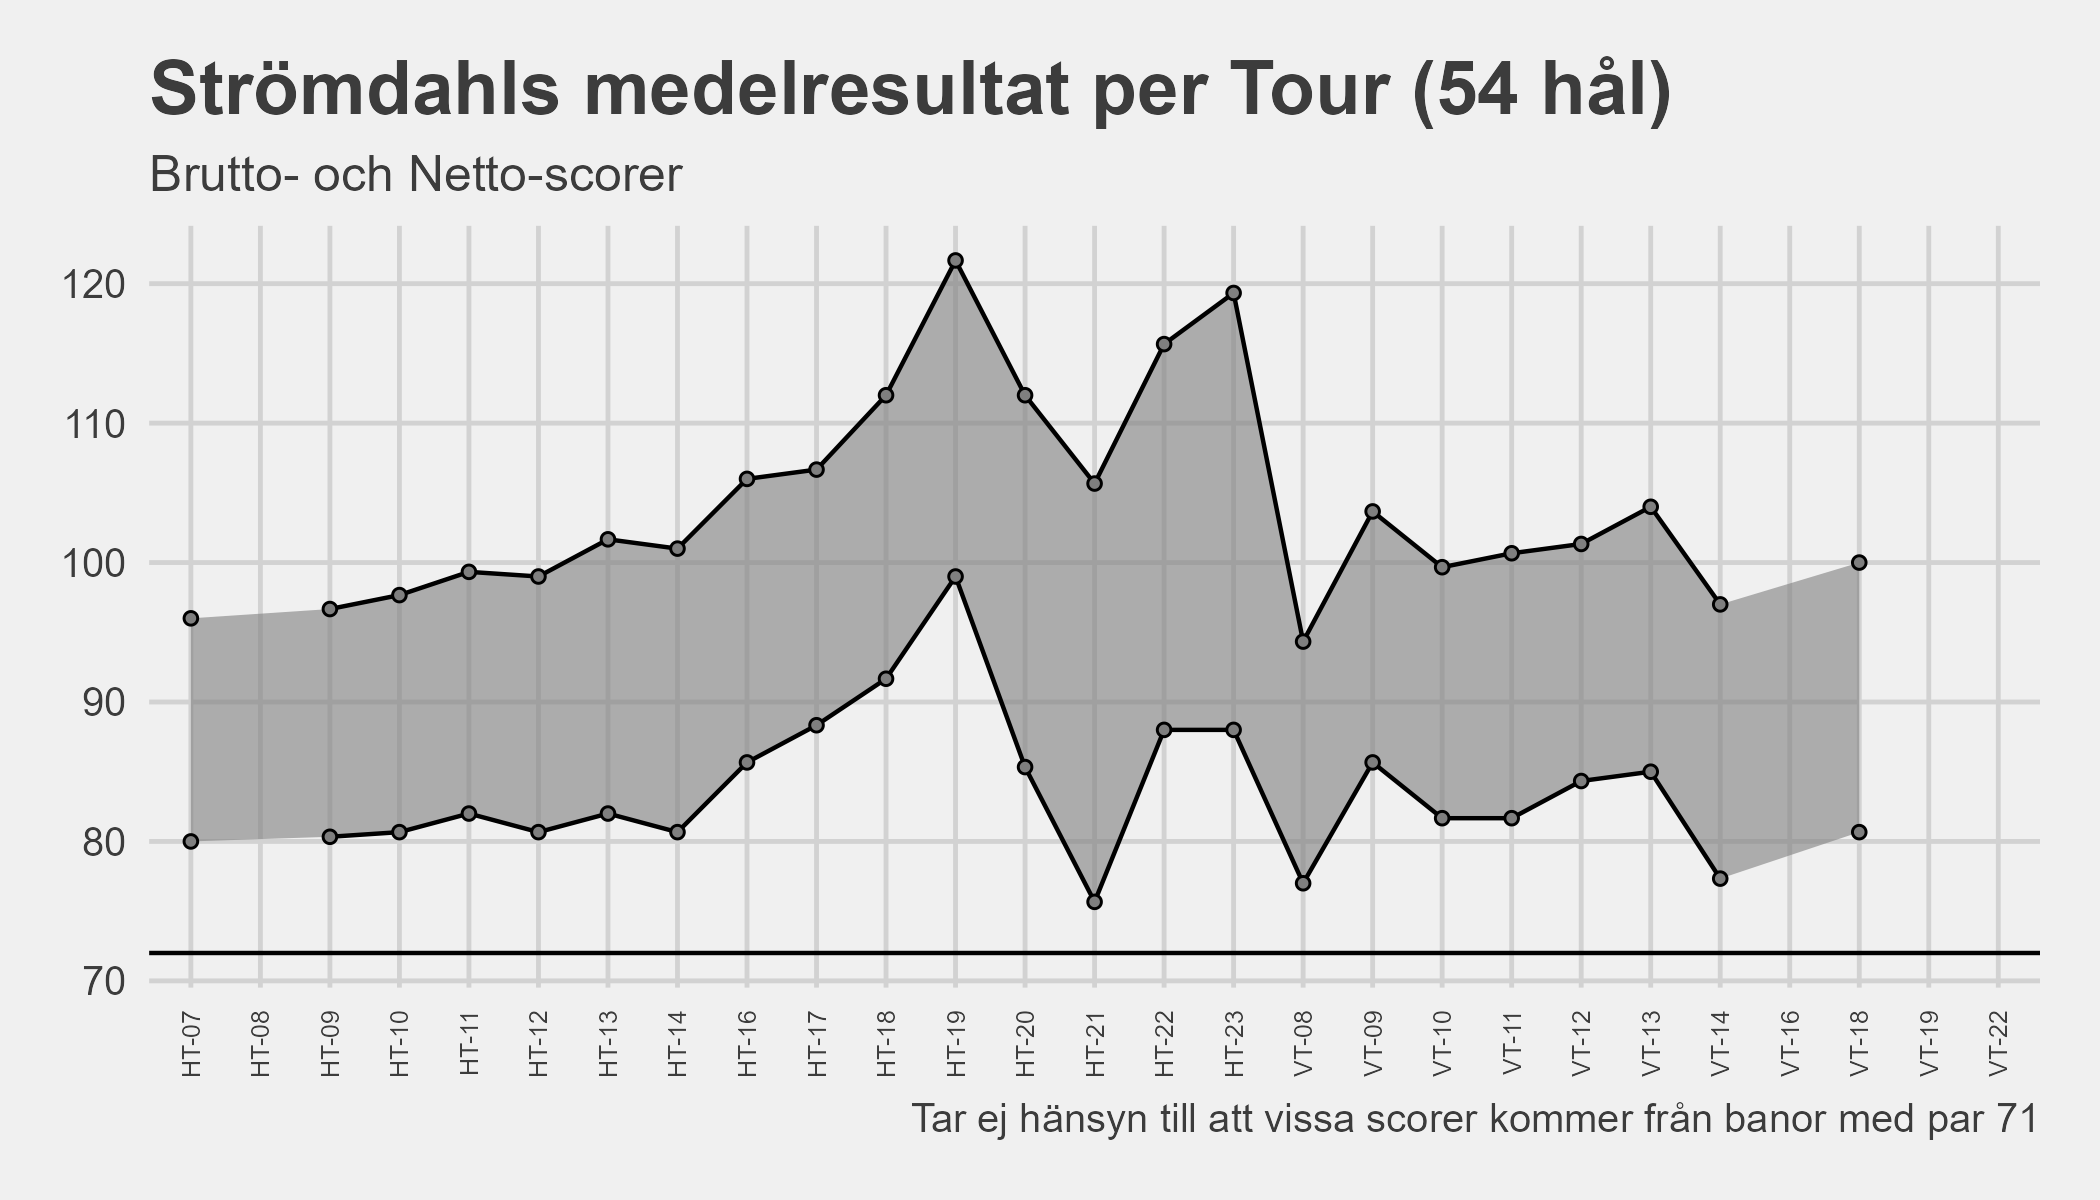 Strömdahls medelresultat per Tour (54 hål)
Brutto- och Netto-scorer
120
110
100
90
80
70
HT-07 HT-08 HT-09 HT-10 HT-11 HT-12 HT-13 HT-14 HT-16 HT-17 HT-18 HT-19 HT-20 HT-21 HT-22 HT-23 VT-08 VT-09 VT-10 VT-11 VT-12 VT-13 VT-14 VT-16 VT-18 VT-19 VT-22
Tar ej hänsyn till att vissa scorer kommer från banor med par 71